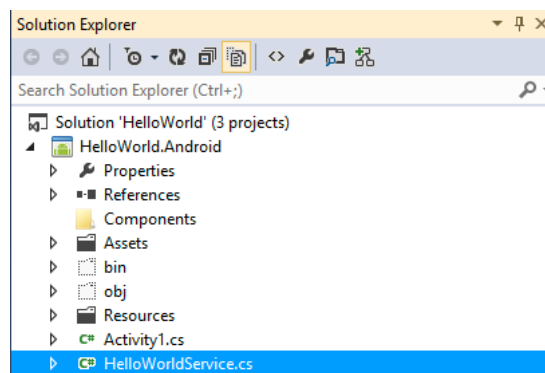 Solution Explorer
Search Solution Explorer (Ctrl+;)
Solution 'HelloWorld' (3 projects)
HelloWorld.Android
Properties
References
Components
Assets
bin
obj
Resources
C# Activity1.cs
C# HelloWorldService.cs